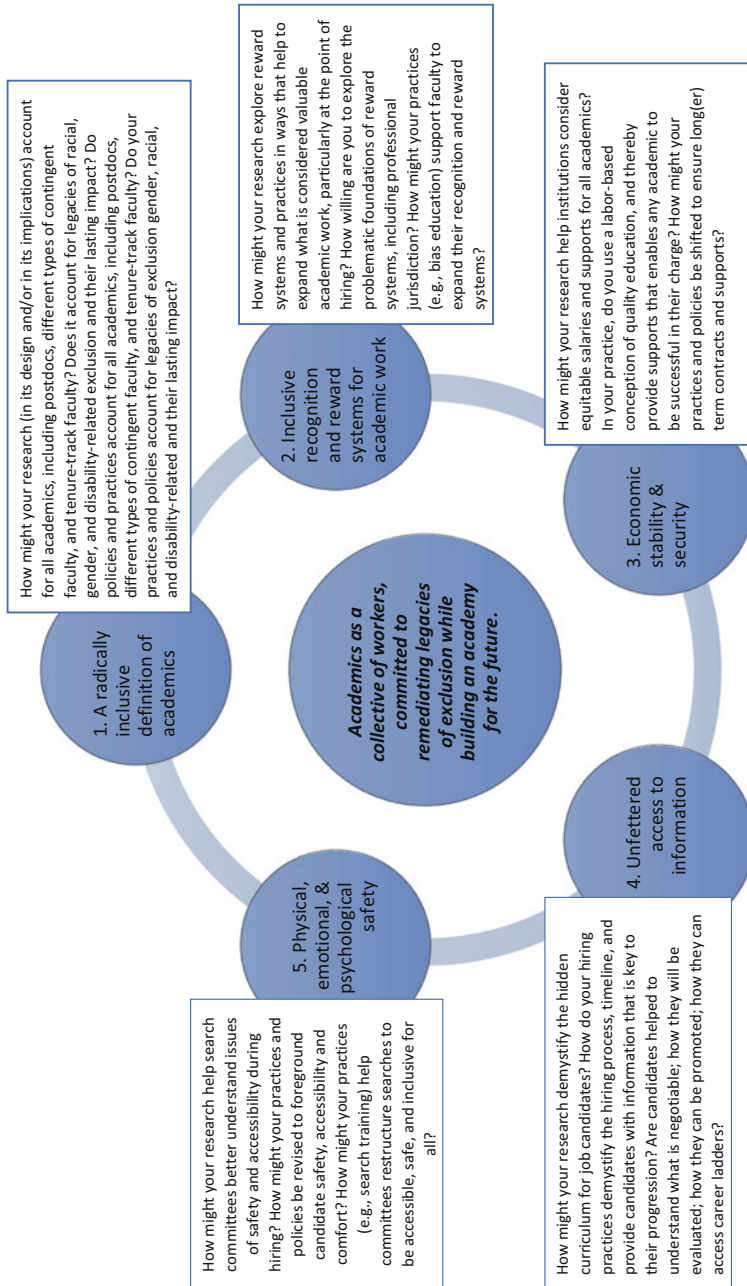 How might your research (in its design and/or in its implications) account
for all academics, including postdocs, different types of contingent
faculty, and tenure-track faculty? Does it account for legacies of racial,
gender, and disability-related exclusion and their lasting impact? Do
policies and practices account for all academics, including postdocs,
different types of contingent faculty, and tenure-track faculty? Do your
practices and policies account for legacies of exclusion gender, racial,
and disability-related and their lasting impact?
1. A radically
inclusive
definition of
academics
2. Inclusive
recognition
and reward
systems for
academic work
How might your research explore reward
systems and practices in ways that help to
expand what is considered valuable
academic work, particularly at the point of
hiring? How willing are you to explore the
problematic foundations of reward
systems, including professional
jurisdiction? How might your practices
(e.g., bias education) support faculty to
expand their recognition and reward
systems?
3. Economic
stability &
security
How might your research help institutions consider
equitable salaries and supports for all academics?
In your practice, do you use a labor-based
conception of quality education, and thereby
provide supports that enables any academic to
be successful in their charge? How might your
practices and policies be shifted to ensure long(er)
term contracts and supports?
4. Unfettered
access to
information
How might your research demystify the hidden
curriculum for job candidates? How do your hiring
practices demystify the hiring process, timeline, and
provide candidates with information that is key to
their progression? Are candidates helped to
understand what is negotiable; how they will be
evaluated; how they can be promoted; how they can
access career ladders?
5. Physical,
emotional, &
psychological
safety
How might your research help search
committees better understand issues
of safety and accessibility during
hiring? How might your practices and
policies be revised to foreground
candidate safety, accessibility and
comfort? How might your practices
(e.g., search training) help
committees restructure searches to
be accessible, safe, and inclusive for
all?
Academics as a
collective of workers,
committed to
remediating legacies
of exclusion while
building an academy
for the future.